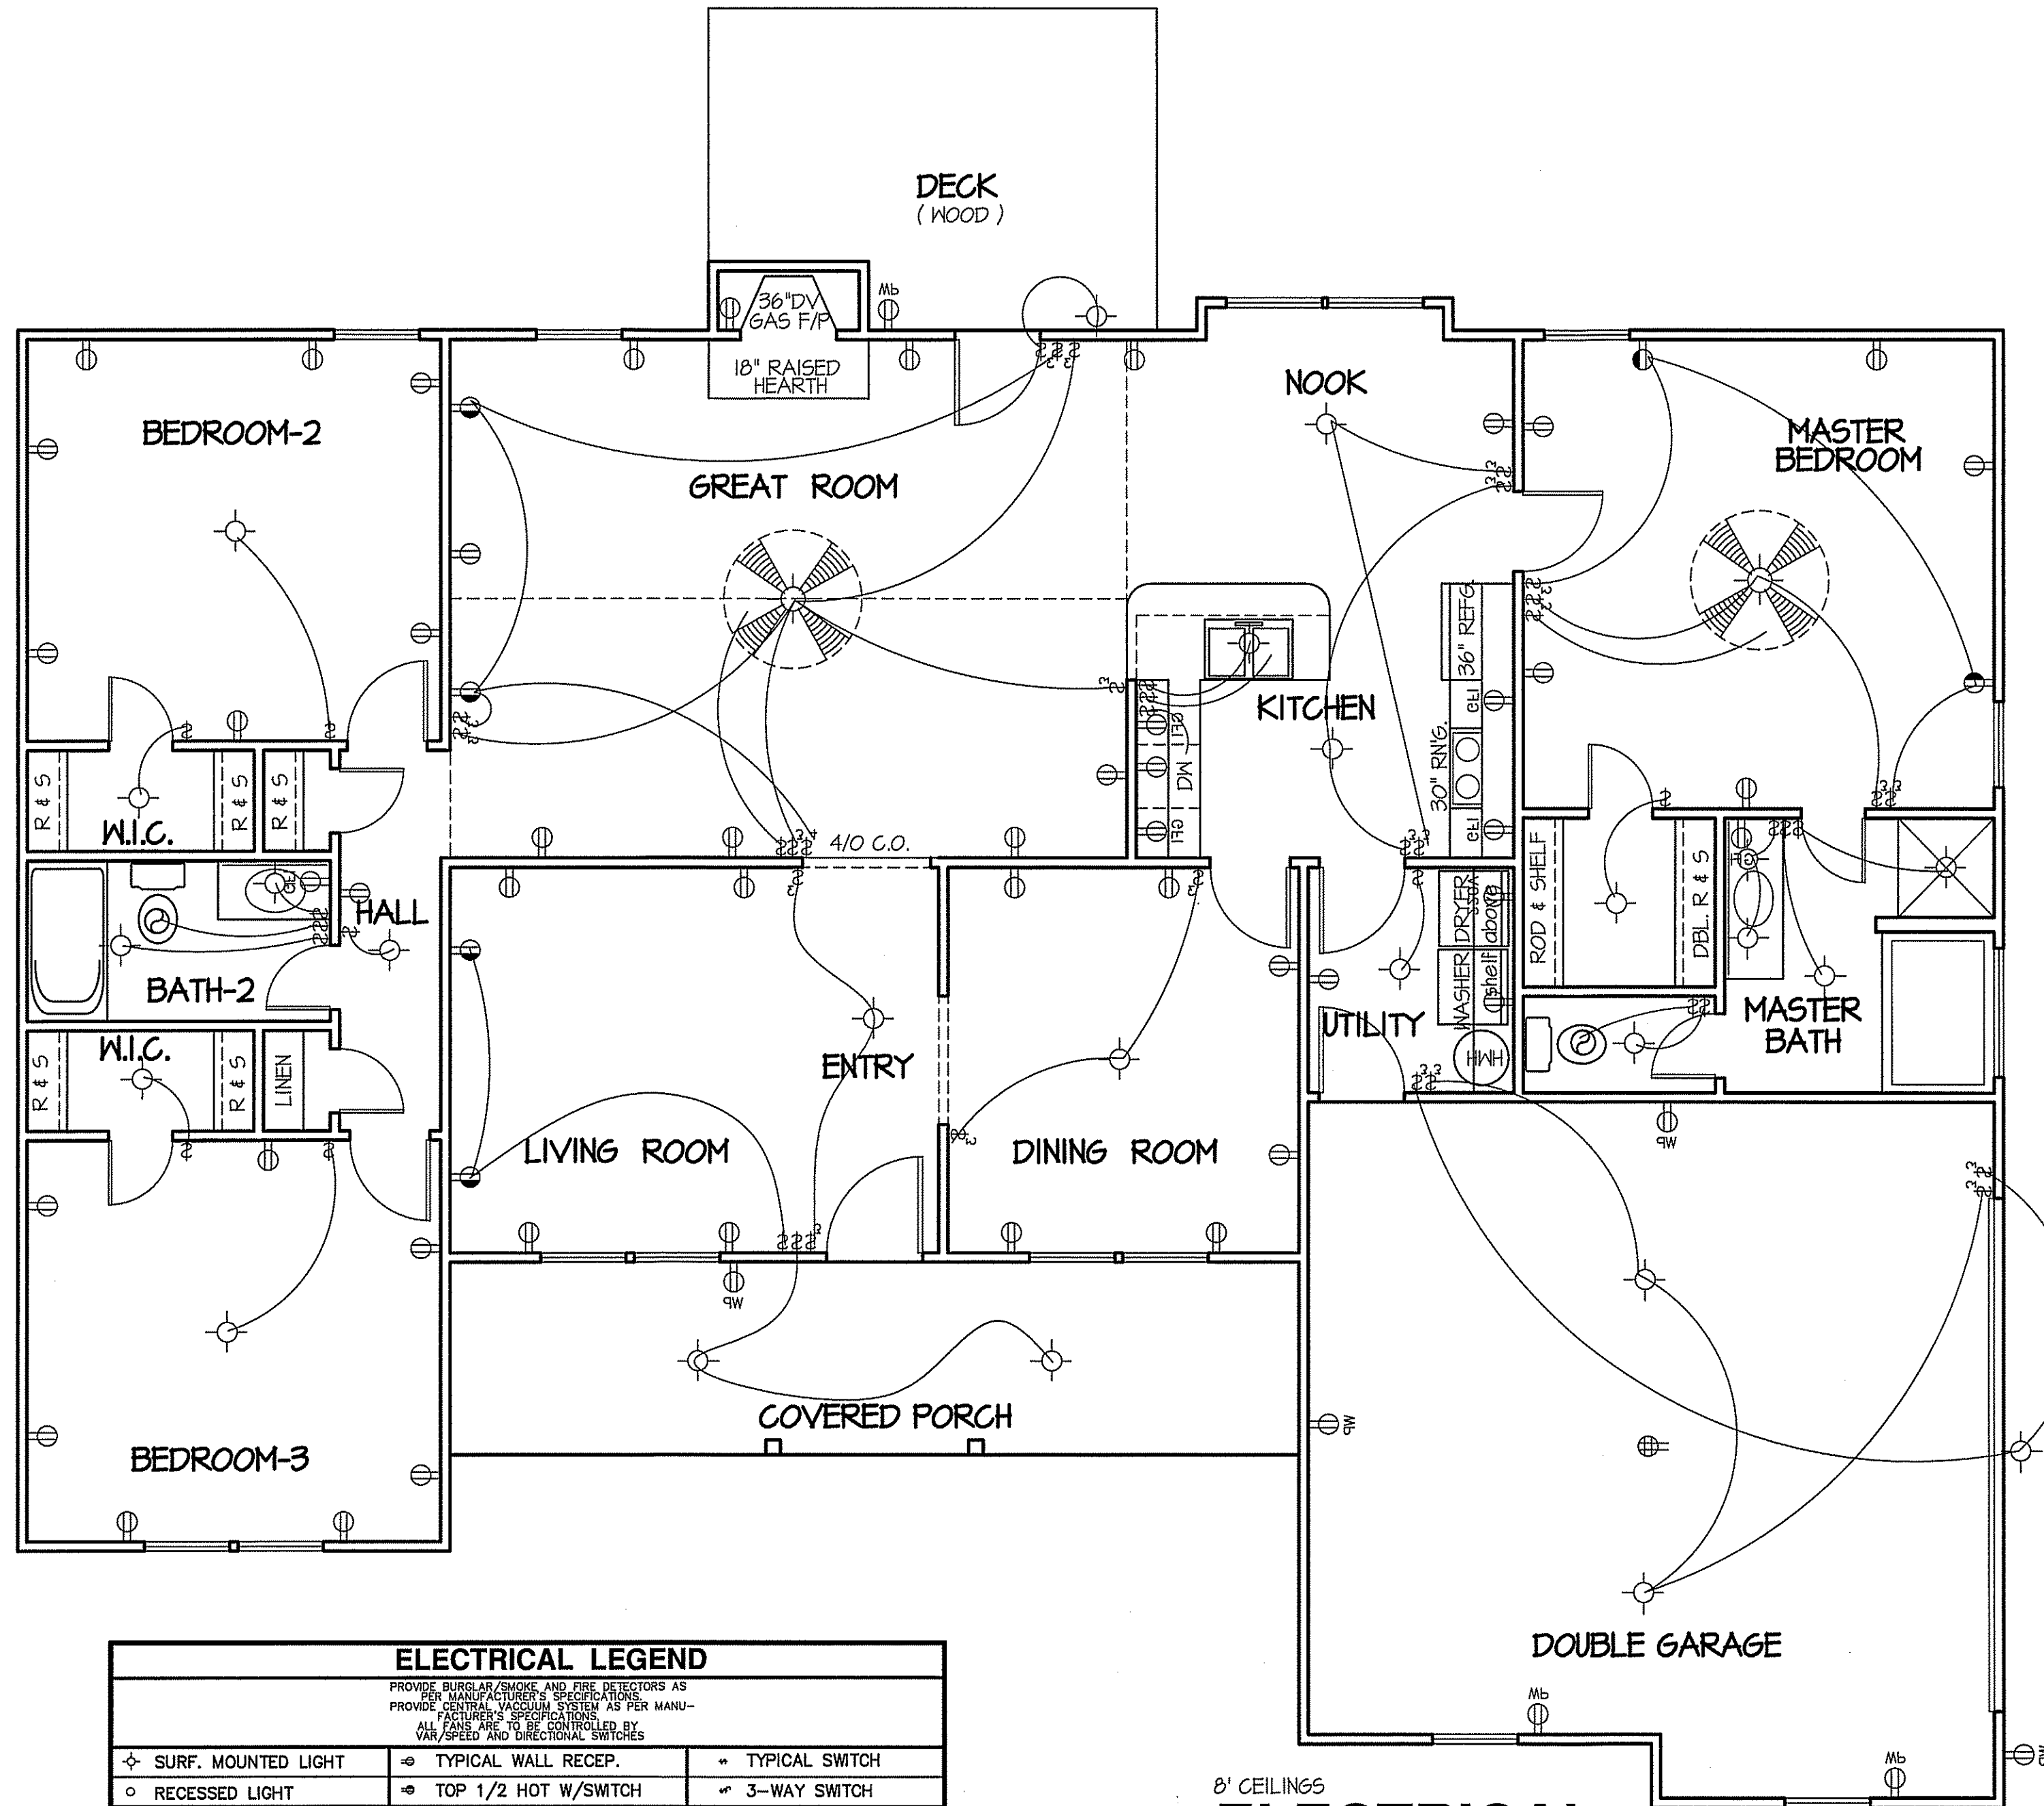 DECK
( WOOD )
36"DV
GAS F/P
WP
18" RAISED
HEARTH
NOOK
BEDROOM-2
MASTER
BEDROOM
GREAT ROOM
36" REFG.
KITCHEN
GFI
GFI
DW
30" RN'G.
GFI
GFI
4/0 C.O.
R & S
R & S
R & S
W.I.C.
GFI
HALL
DRYER
above
WASHER
shelf
ROD & SHELF
DBL. R & S
BATH-2
MASTER
BATH
UTILITY
HWH
W.I.C.
ENTRY
R & S
R & S
LINEN
LIVING ROOM
DINING ROOM
WP
WP
COVERED PORCH
WP
BEDROOM-3
DOUBLE GARAGE
WP
WP
WP
ELECTRICAL LEGEND
PROVIDE BURGLAR/SMOKE AND FIRE DETECTORS AS
PER MANUFACTURER'S SPECIFICATIONS.
PROVIDE CENTRAL VACCUUM SYSTEM AS PER MANU-
FACTURER'S SPECIFICATIONS.
ALL FANS ARE TO BE CONTROLLED BY
VAR/SPEED AND DIRECTIONAL SWITCHES
SURF. MOUNTED LIGHT TYPICAL WALL RECEP. TYPICAL SWITCH
RECESSED LIGHT TOP 1/2 HOT W/SWITCH 3-WAY SWITCH
8' CEILINGS
ELECTRICAL